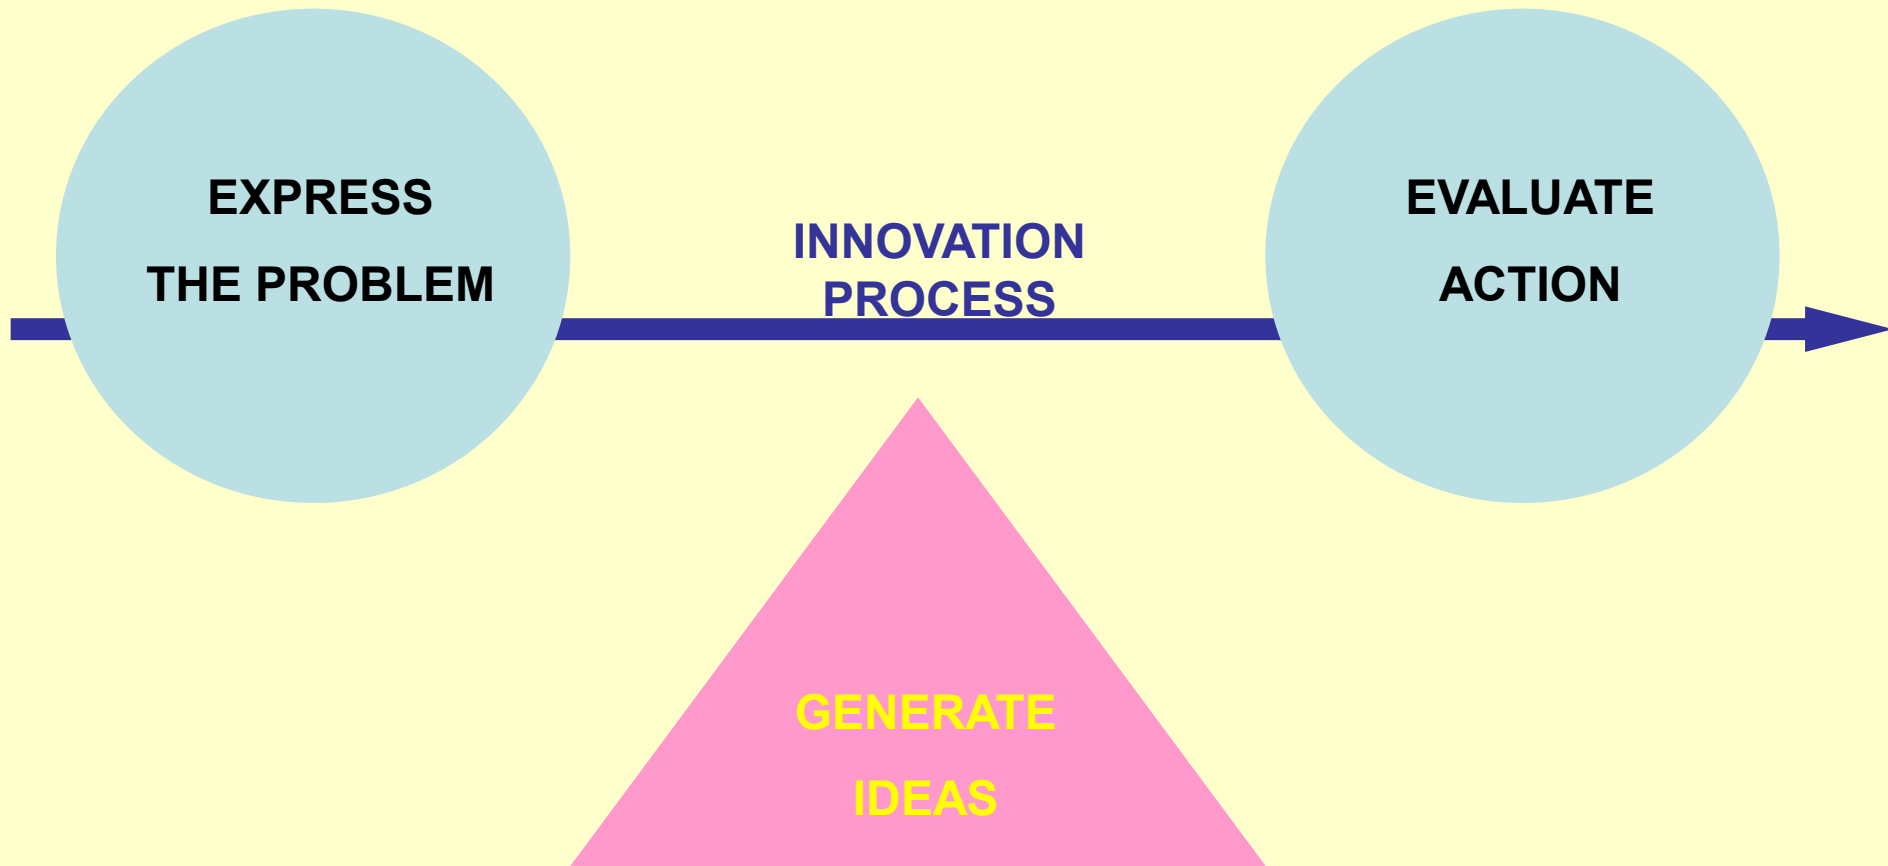 EXPRESS
THE PROBLEM
INNOVATION
PROCESS
EVALUATE
ACTION
GENERATE
IDEAS